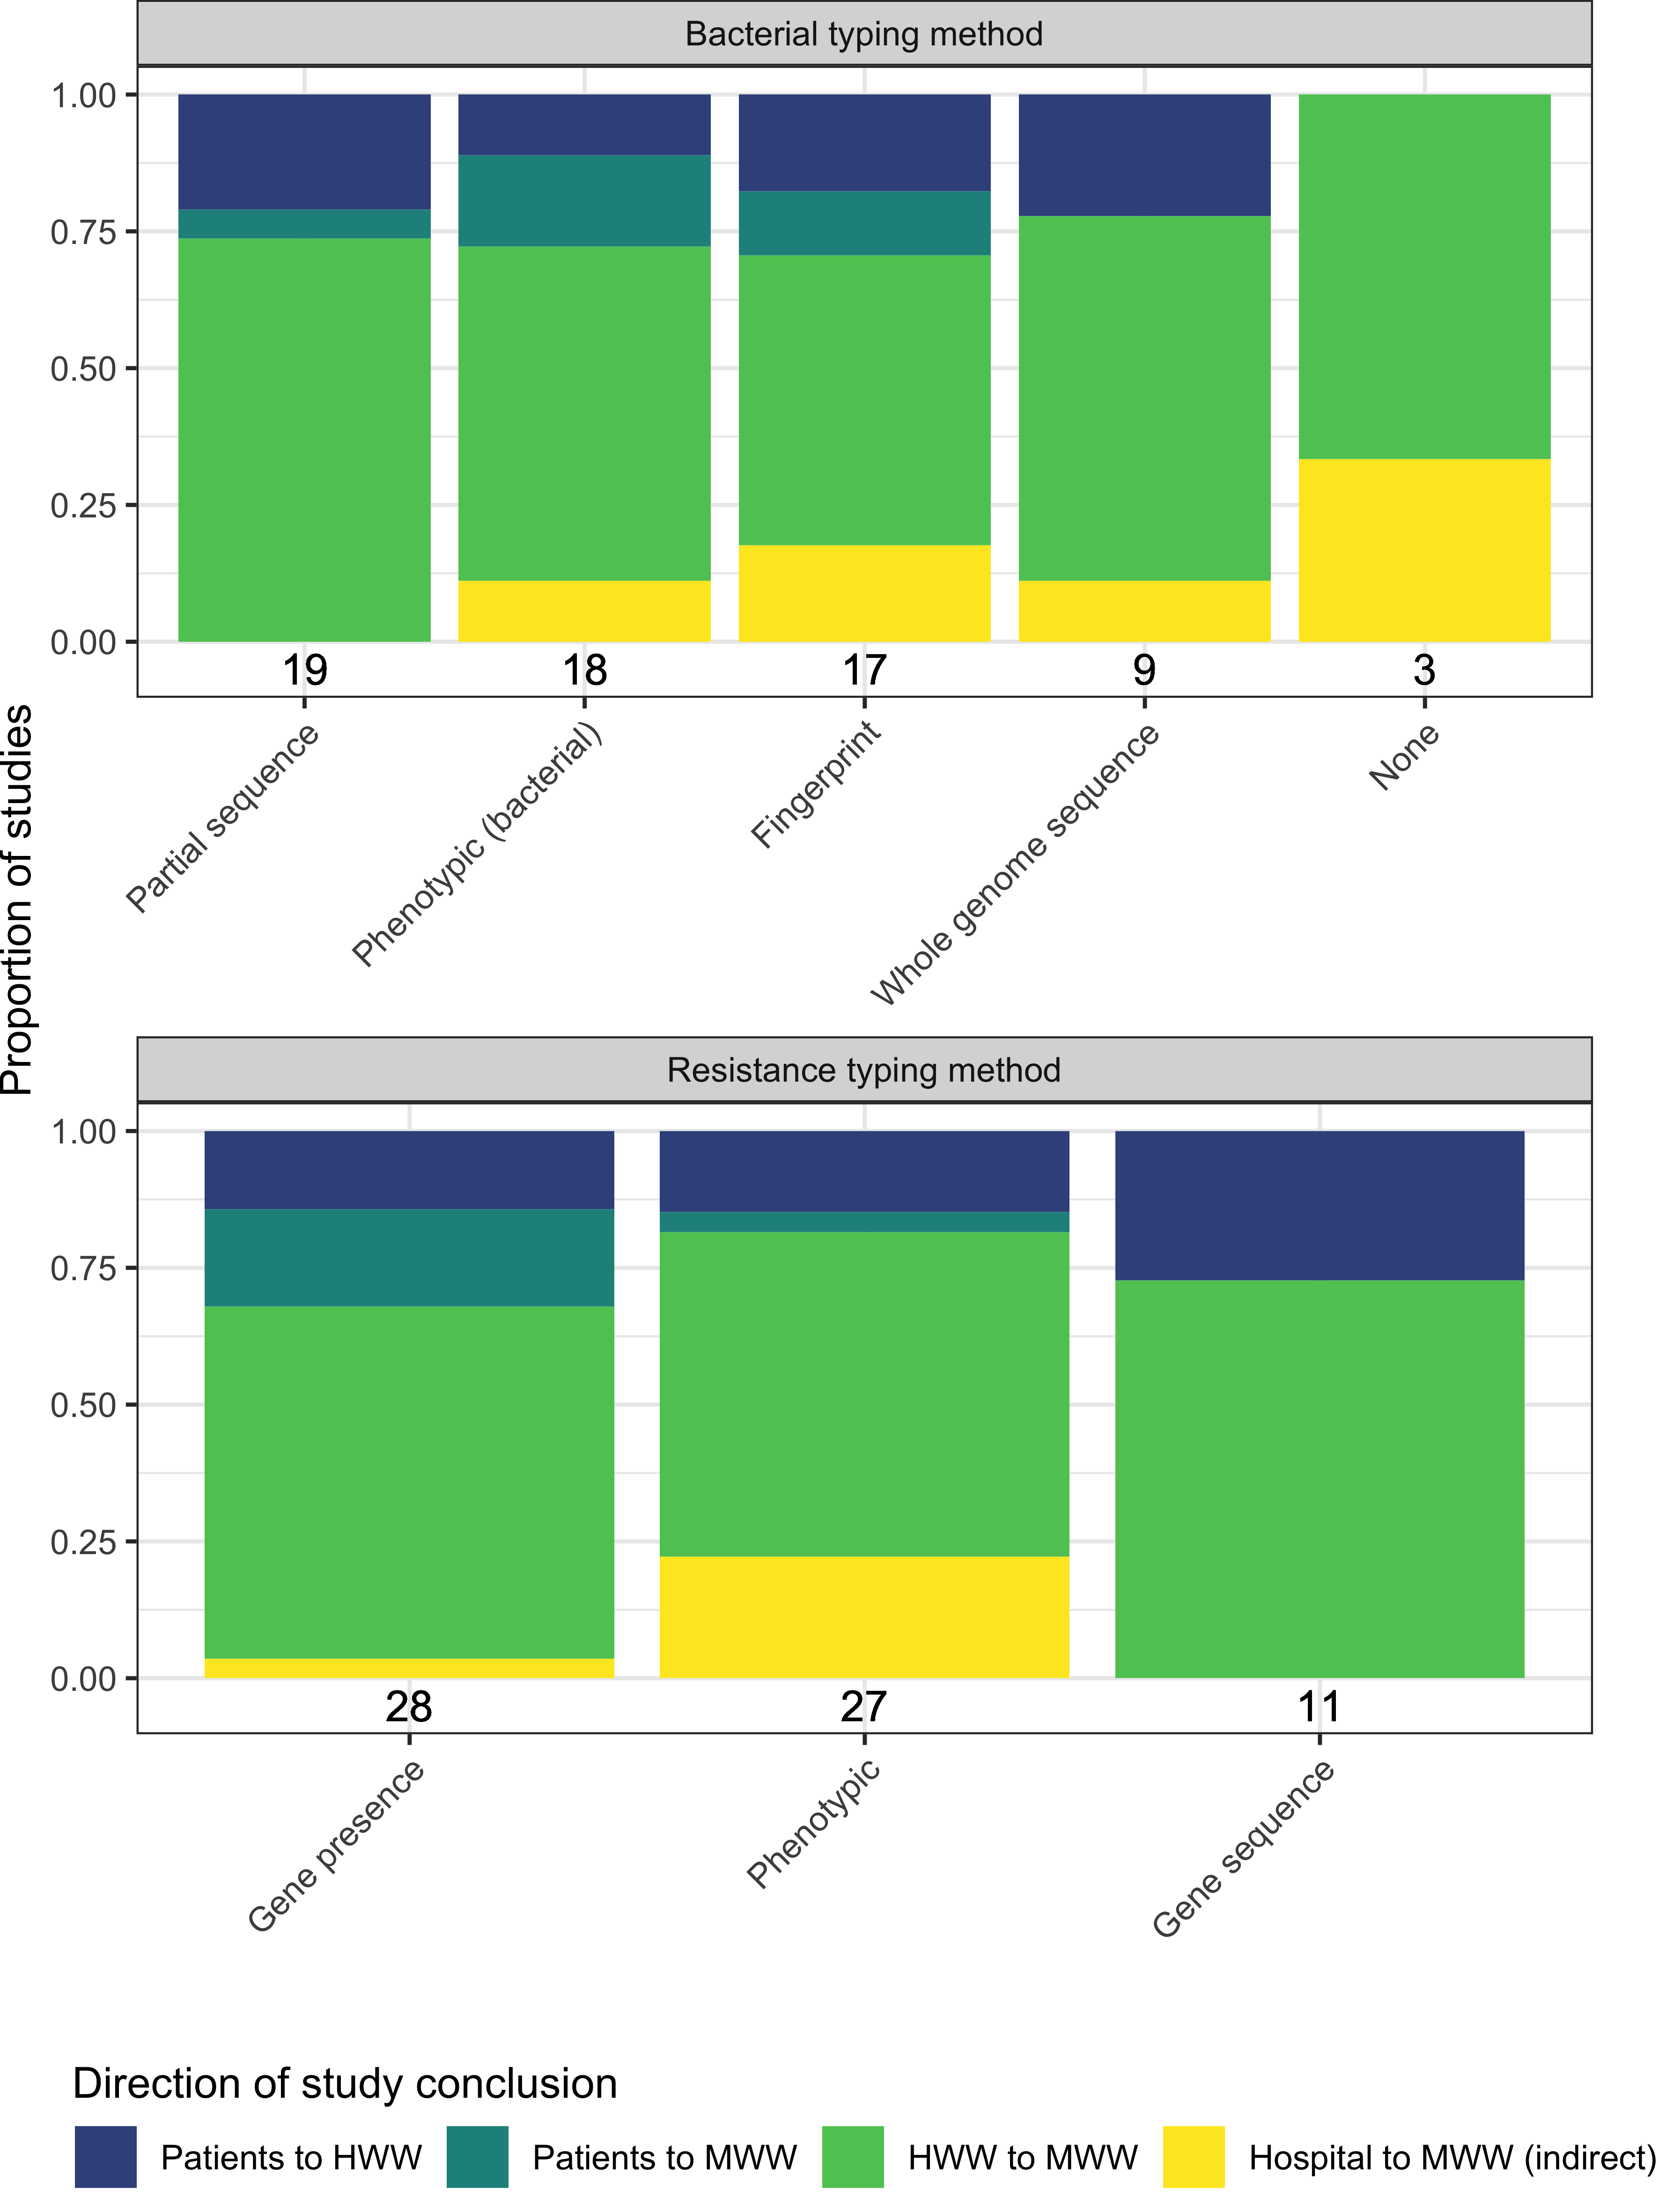 Bacterial typing method
1.00
0.75
0.50
0.25
0.00
19 18 17 9 3
Partial sequence
Phenotypic (bacterial)
Fingerprint
Whole genome sequence
None
Proportion of studies
Resistance typing method
1.00
0.75
0.50
0.25
0.00
28 27 11
Gene presence
Phenotypic
Gene sequence
Direction of study conclusion
Patients to HWW Patients to MWW HWW to MWW Hospital to MWW (indirect)